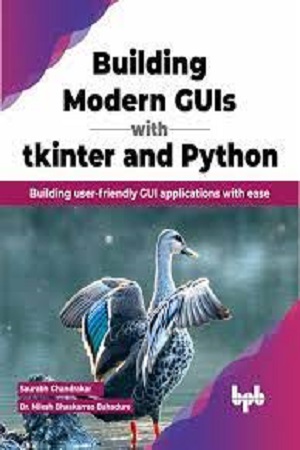 Building
Modern GUIs
with
tkinter and Python
Building user-friendly GUI applications with ease
Saurabh Chandrakar
Dr. Nilesh Bhaskarrao Bahadure
bpb